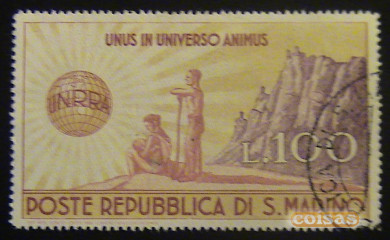 UNUS IN UNIVERSO ANIMUS
UNRRA
L.100
POSTE REPUBBLICA DI S. MARINO
coisas